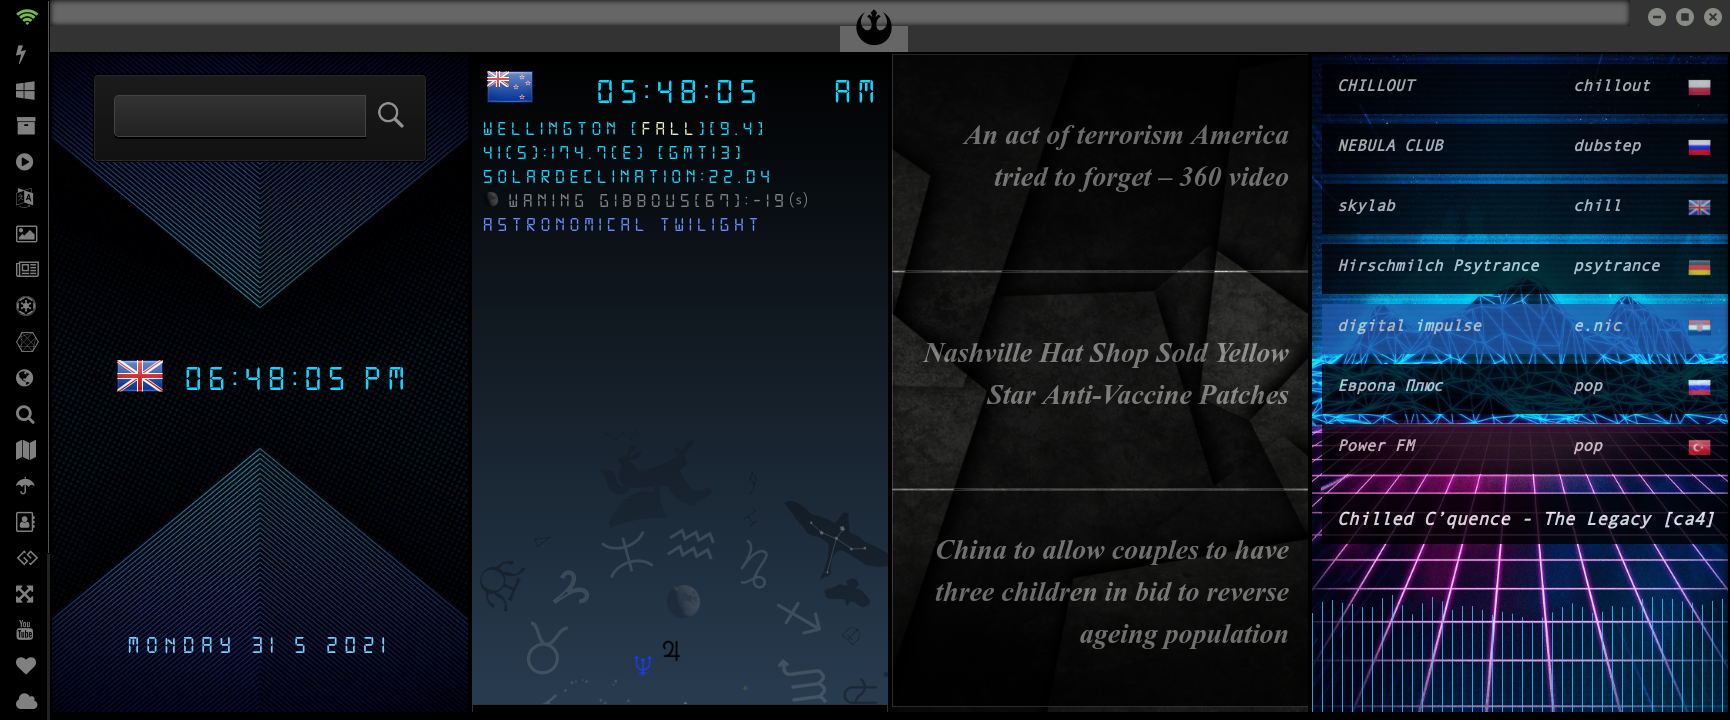 06:48:05 PM
MONDAY 31 5 2021
05:48:05 AM
WELLINGTON [FALL][9.4]
41(S):174.7(E) [GMT13]
SOLARDECLINATION:22.04
WANING GIBBOUS[67]:-19(s)
ASTRONOMICAL TWILIGHT
An act of terrorism America
tried to forget – 360 video
Nashville Hat Shop Sold Yellow
Star Anti-Vaccine Patches
China to allow couples to have
three children in bid to reverse
ageing population
CHILLOUT chillout
NEBULA CLUB dubstep
skylab chill
Hirschmilch Psytrance psytrance
digital impulse e.nic
Европа Плюс pop
Power FM pop
Chilled C'quence - The Legacy [ca4]
You
Tube